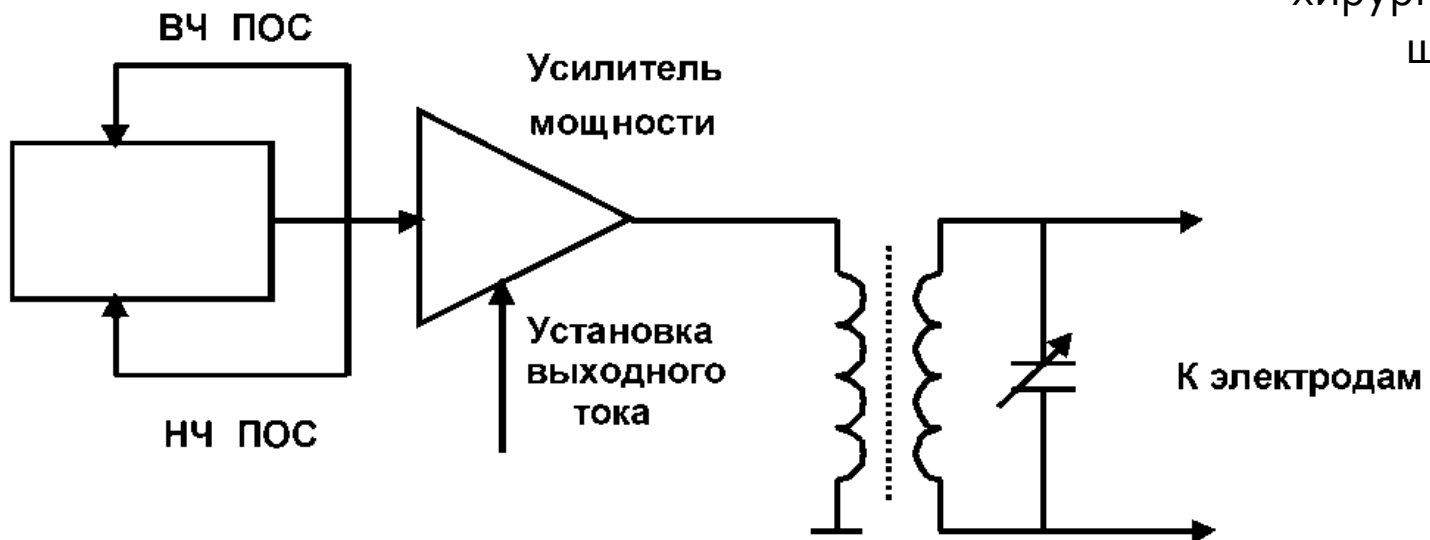 ВЧ ПОС
Усилитель
мощности
Установка
выходного
тока
К электродам
НЧ ПОС